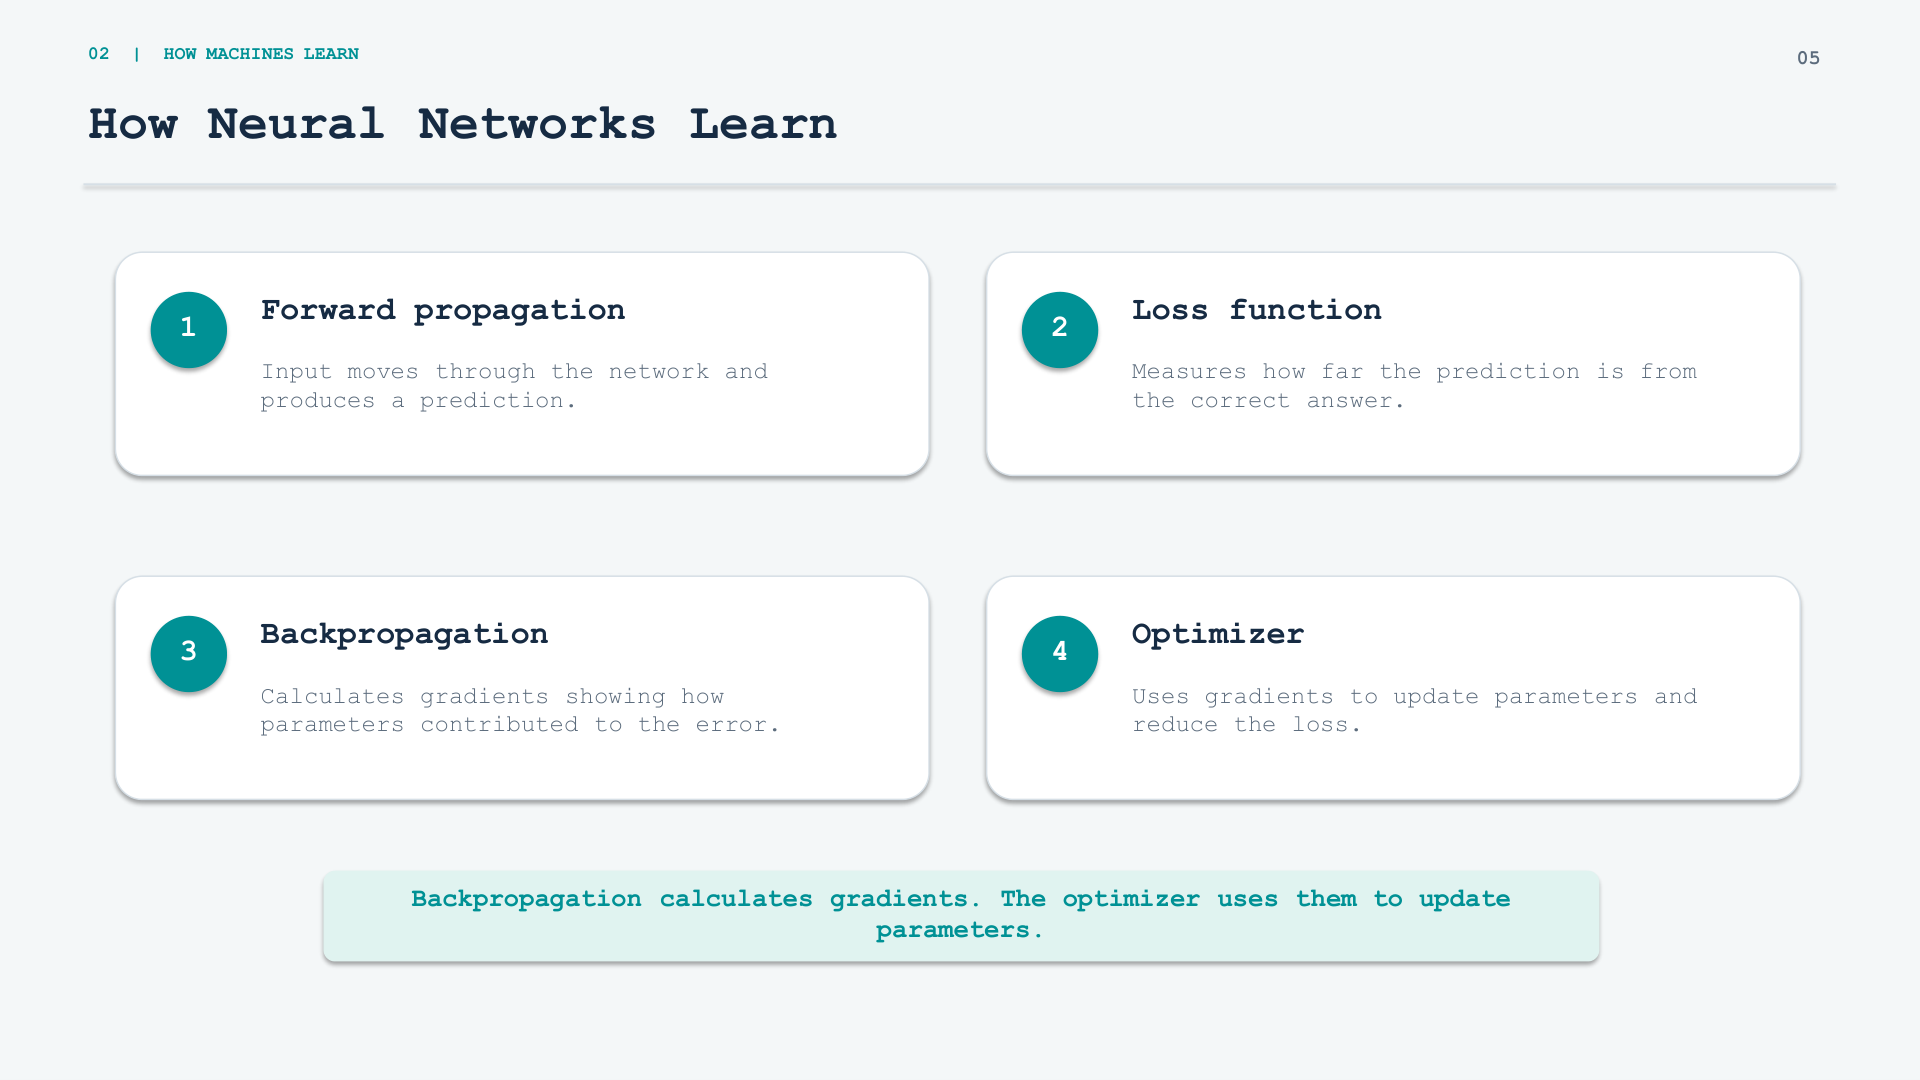 02 | HOW MACHINES LEARN
05
How Neural Networks Learn
1
Forward propagation
Input moves through the network and
produces a prediction.
2
Loss function
Measures how far the prediction is from
the correct answer.
3
Backpropagation
Calculates gradients showing how
parameters contributed to the error.
4
Optimizer
Uses gradients to update parameters and
reduce the loss.
Backpropagation calculates gradients. The optimizer uses them to update
parameters.